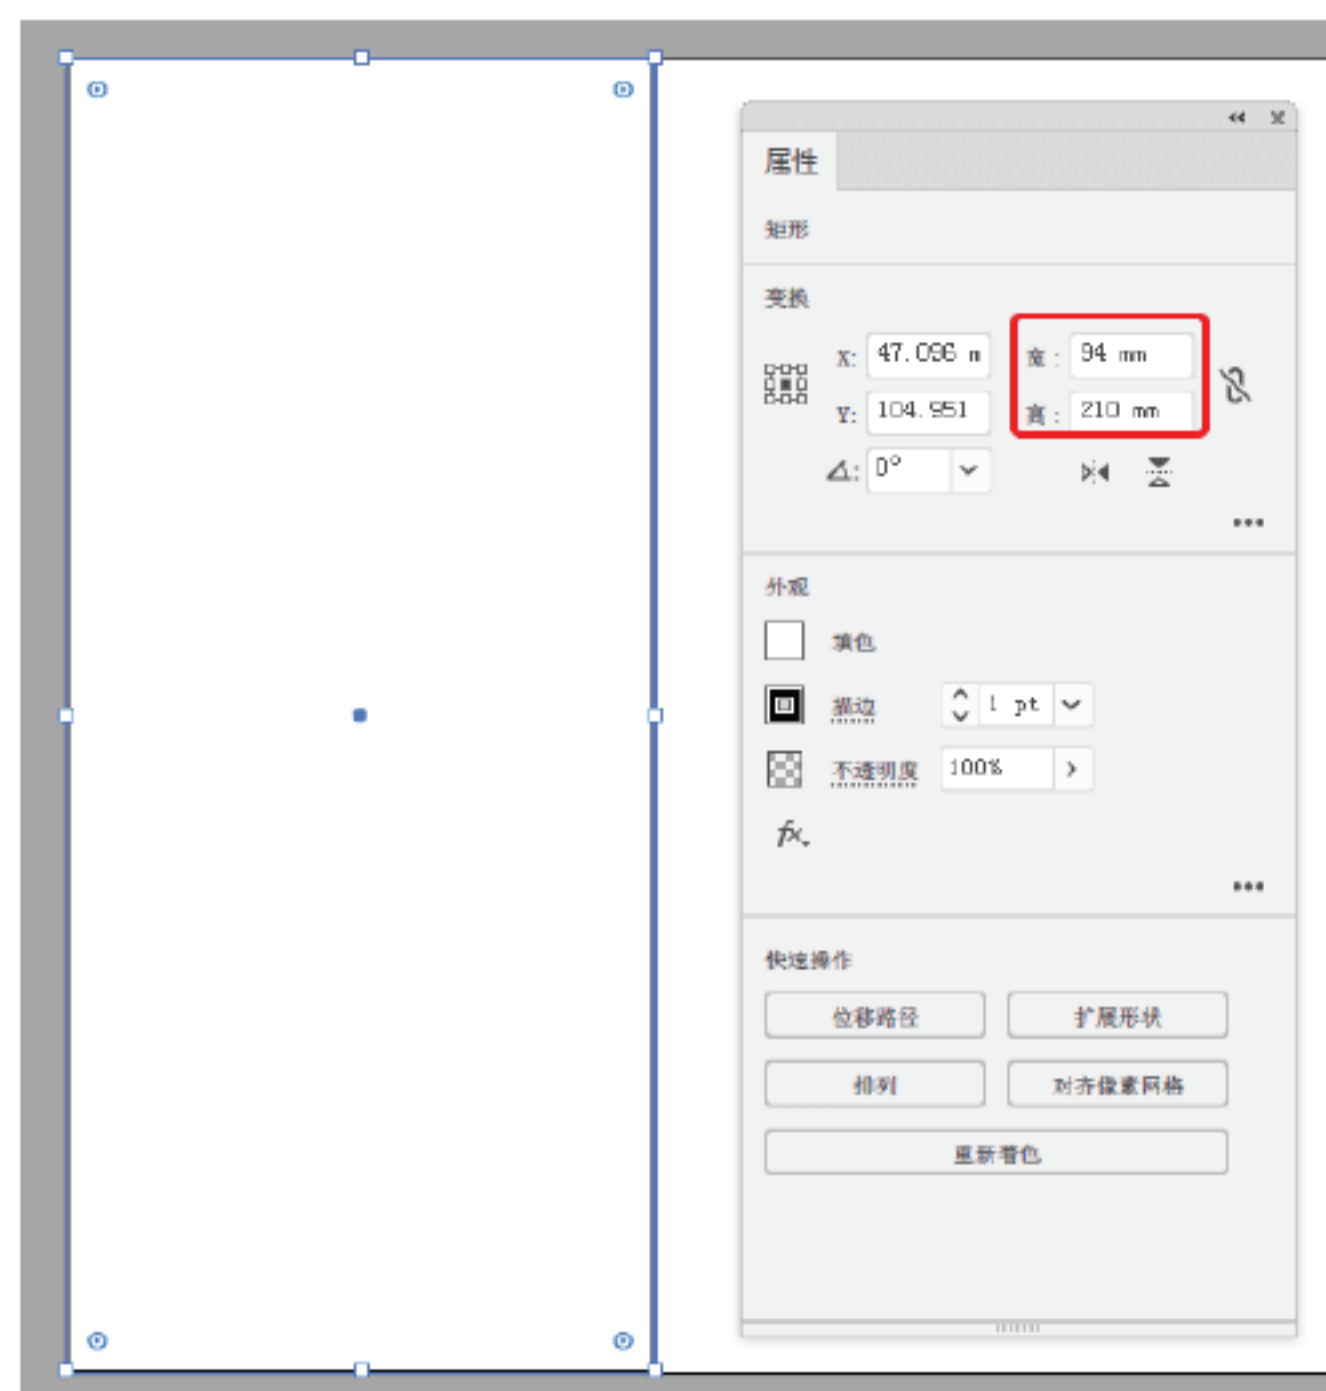 属性
矩形
变换
X: 47.096 m 宽: 94 mm
Y: 104.951 高: 210 mm
0°
外观
填色
描边 1 pt
不透明度 100%
fx
快速操作
位移路径 扩展形状
排列 对齐像素网格
重新着色